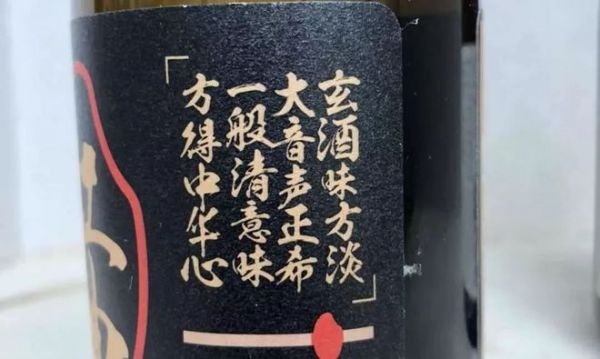 「玄酒味方淡
大音声正希
一般清意味
方得中华心」